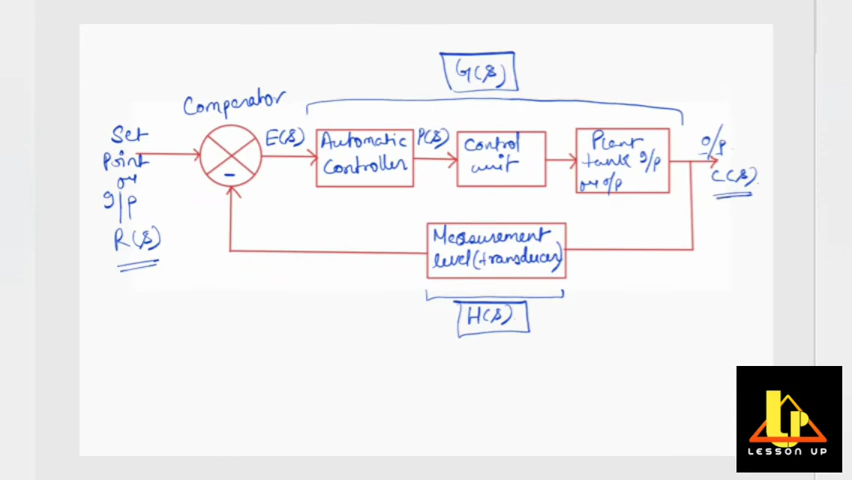 G(s)
Comparator
Set
Point
or
I/p
R(s)
E(s)
Automatic
Controller
P(s)
Control
unit
Plant
tank I/p
or o/p
O/p
C(s)
-
Measurement
level (transducer)
H(s)
LESSON UP